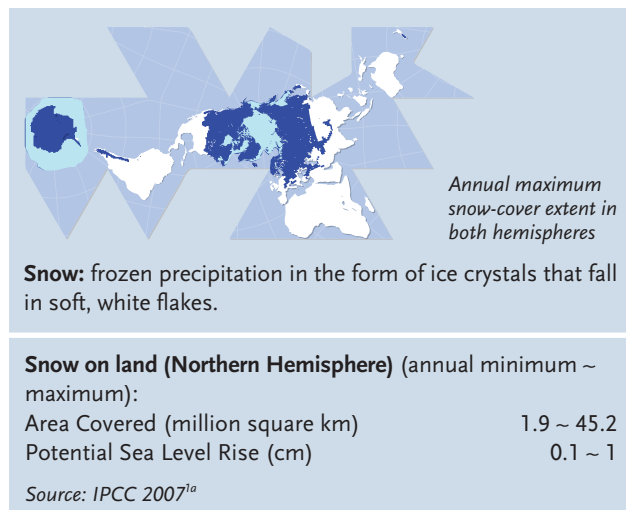 Annual maximum
snow-cover extent in
both hemispheres
Snow: frozen precipitation in the form of ice crystals that fall
in soft, white flakes.
Snow on land (Northern Hemisphere) (annual minimum ~
maximum):
Area Covered (million square km) 1.9 ~ 45.2
Potential Sea Level Rise (cm) 0.1 ~ 1
Source: IPCC 2007¹ᵃ